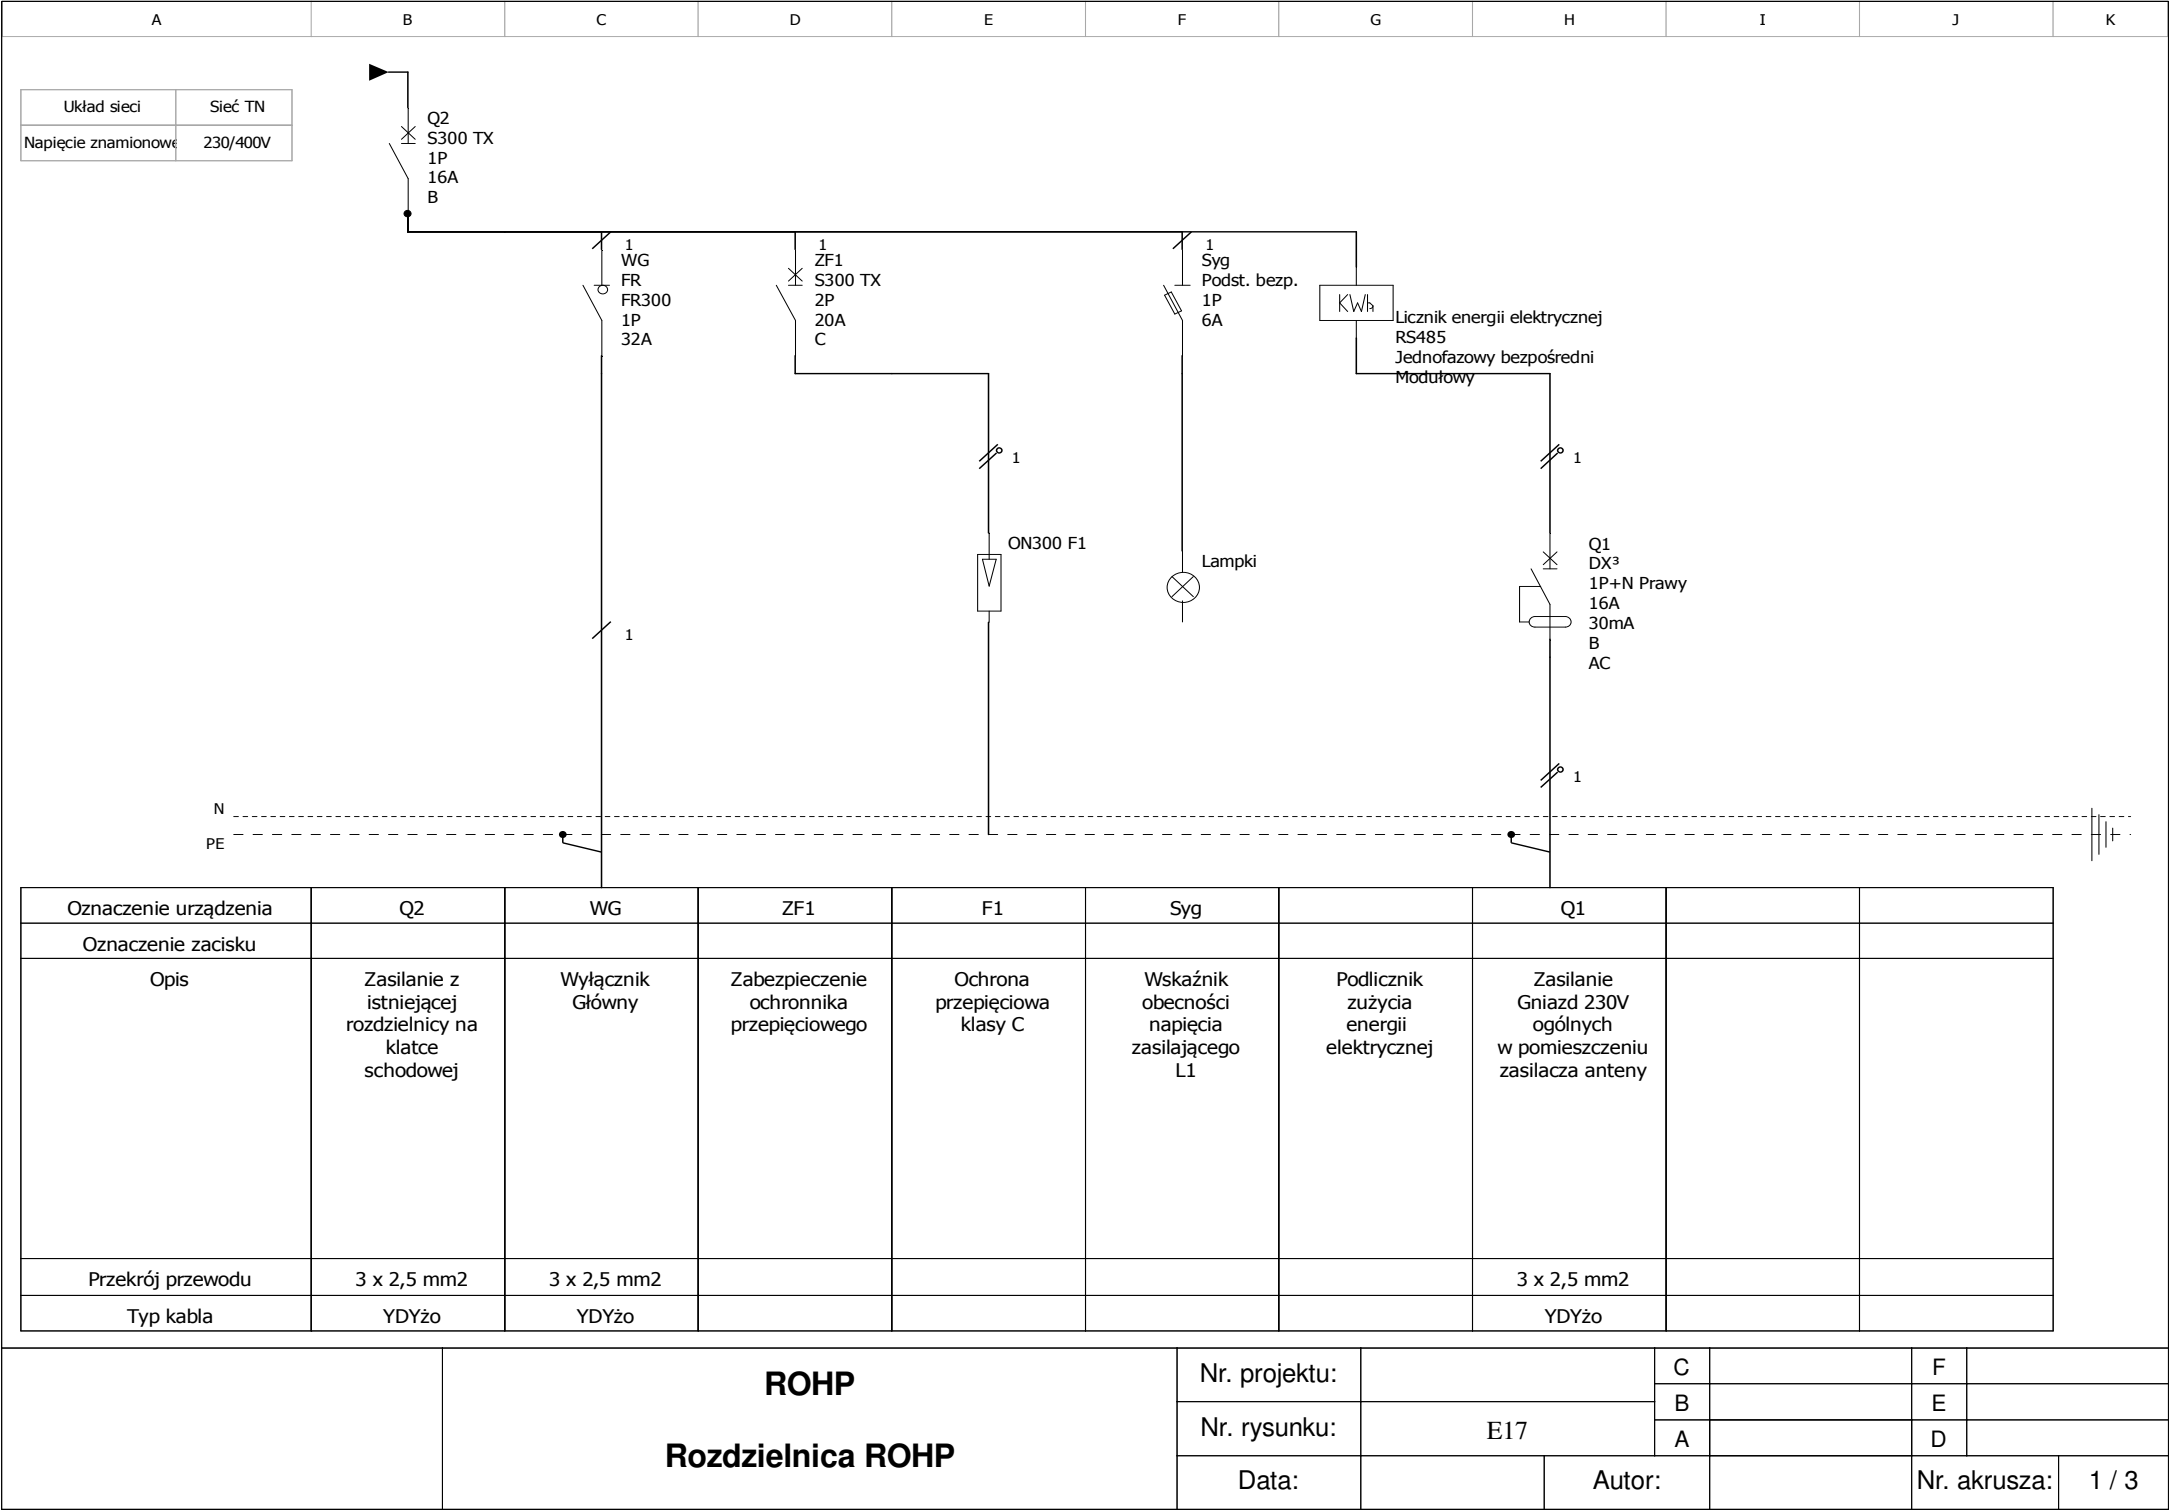 A B C D E F G H I J K
Układ sieci Sieć TN
Napięcie znamionowe 230/400V
Q2
S300 TX
1P
16A
B
1
WG
FR
FR300
1P
32A
1
ZF1
S300 TX
2P
20A
C
1
Syg
Podst. bezp.
1P
6A
KWh
Licznik energii elektrycznej
RS485
Jednofazowy bezpośredni
Modułowy
1
1
ON300 F1
Lampki
Q1
DX³
1P+N Prawy
16A
30mA
B
AC
1
1
N
PE
Oznaczenie urządzenia Q2 WG ZF1 F1 Syg Q1
Oznaczenie zacisku
Opis
Zasilanie z
istniejącej
rozdzielnicy na
klatce
schodowej
Wyłącznik
Główny
Zabezpieczenie
ochronnika
przepięciowego
Ochrona
przepięciowa
klasy C
Wskaźnik
obecności
napięcia
zasilającego
L1
Podlicznik
zużycia
energii
elektrycznej
Zasilanie
Gniazd 230V
ogólnych
w pomieszczeniu
zasilacza anteny
Przekrój przewodu 3 x 2,5 mm2 3 x 2,5 mm2 3 x 2,5 mm2
Typ kabla YDYżo YDYżo YDYżo
ROHP
Rozdzielnica ROHP
Nr. projektu:
Nr. rysunku: E17
Data: Autor:
C F
B E
A D
Nr. akrusza: 1 / 3